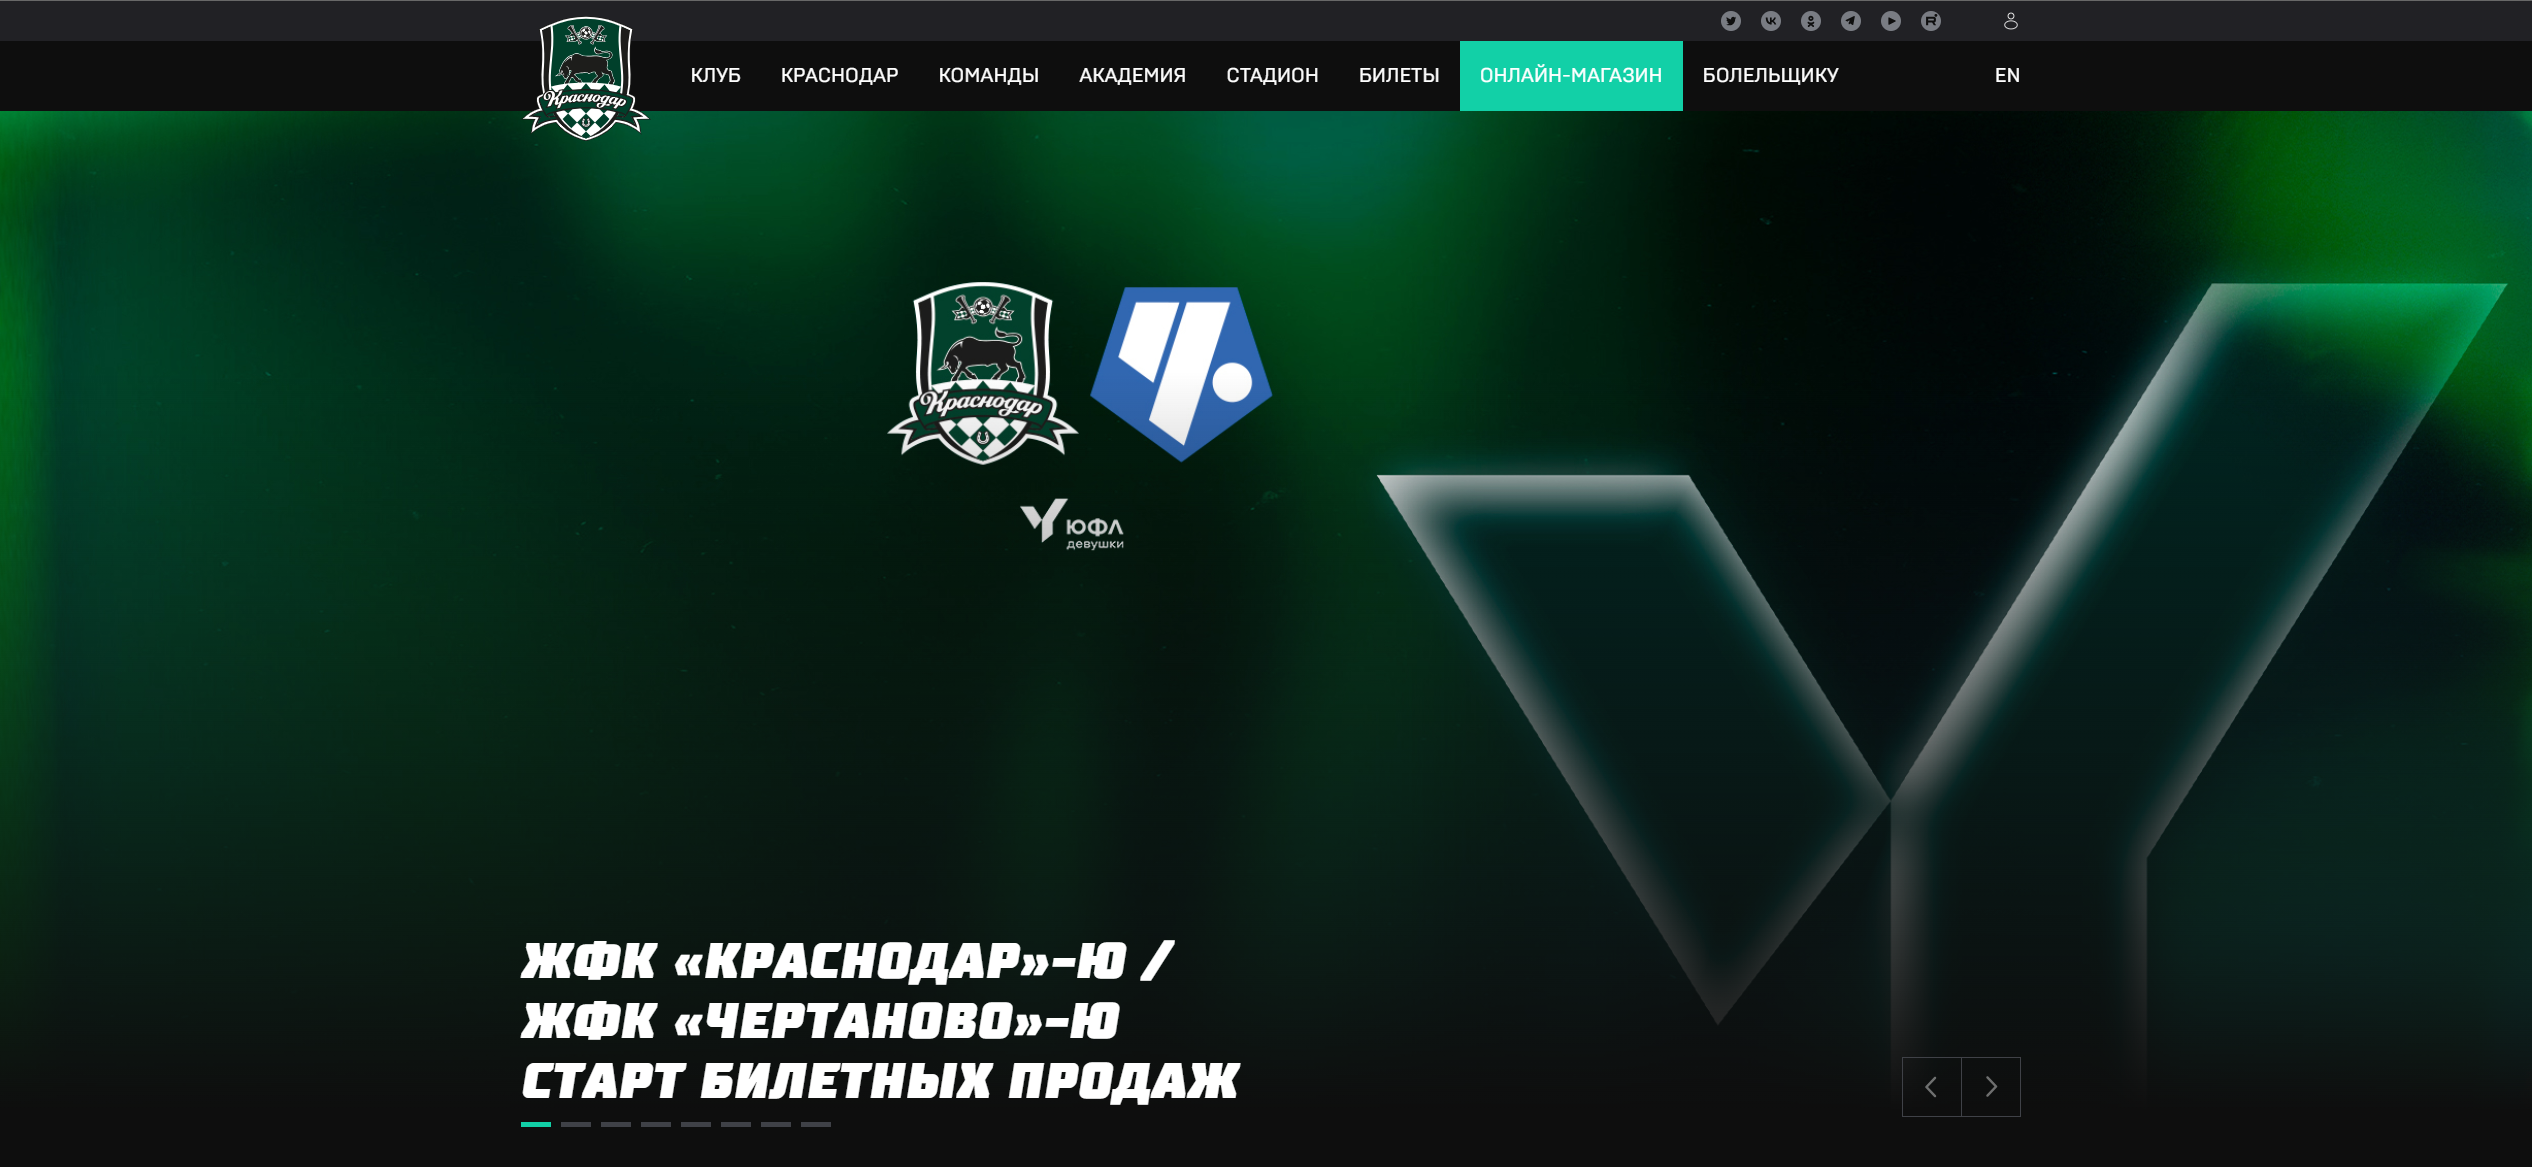 КЛУБ
КРАСНОДАР
КОМАНДЫ
АКАДЕМИЯ
СТАДИОН
БИЛЕТЫ
ОНЛАЙН-МАГАЗИН
БОЛЕЛЬЩИКУ
EN
Краснодар
Краснодар
ЮФЛ
девушки
ЖФК «КРАСНОДАР»-Ю /
ЖФК «ЧЕРТАНОВО»-Ю
СТАРТ БИЛЕТНЫХ ПРОДАЖ